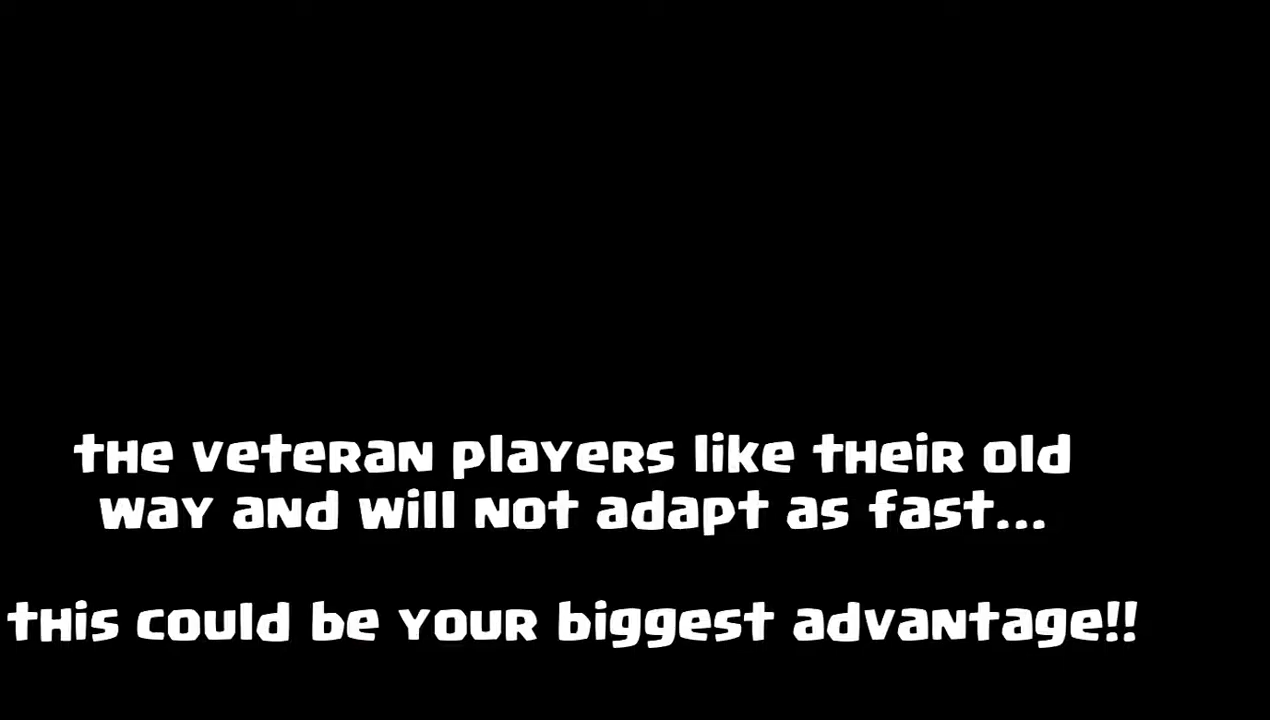 the veteran players like their old
way and will not adapt as fast...
this could be your biggest advantage!!